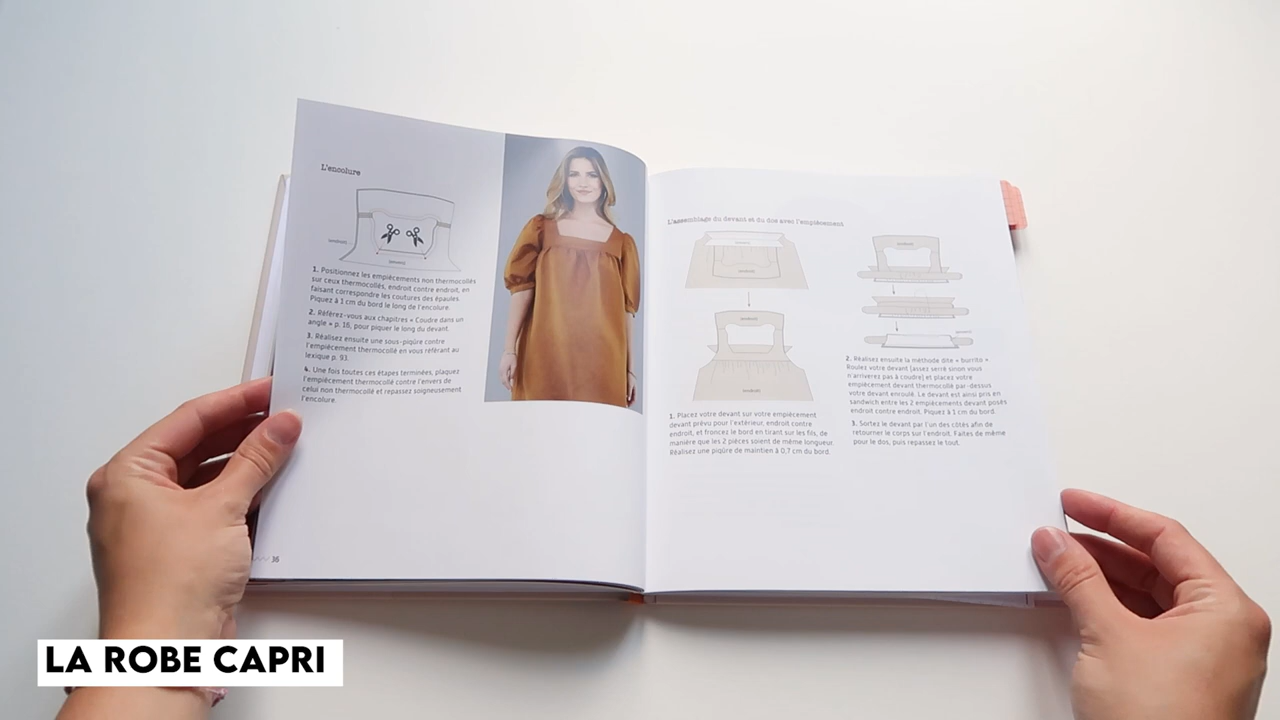 L'encolure
1. Positionnez les empiècements non thermocollés
sur ceux thermocollés, endroit contre endroit, en
faisant correspondre les coutures des épaules.
Piquez à 1 cm du bord le long de l'encolure.
2. Référez-vous aux chapitres « Coudre dans un
angle » p. 16, pour piquer le long du devant.
3. Réalisez ensuite une sous-piqûre contre
l'empiècement thermocollé en vous référant au
lexique p. 93.
4. Une fois toutes ces étapes terminées, plaquez
l'empiècement thermocollé contre l'envers de
celui non thermocollé et repassez soigneusement
l'encolure.
36
L'assemblage du devant et du dos avec l'empiècement
1. Placez votre devant sur votre empiècement
devant prévu pour l'extérieur, endroit contre
endroit, et froncez le bord en tirant sur les fils, de
manière que les 2 pièces soient de même longueur.
Réalisez une piqûre de maintien à 0,7 cm du bord.
2. Réalisez ensuite la méthode dite « burrito ».
Roulez votre devant (assez serré sinon vous
n'arriverez pas à coudre) et placez votre
empiècement devant thermocollé par-dessus
votre devant enroulé. Le devant est ainsi pris en
sandwich entre les 2 empiècements devant posés
endroit contre endroit. Piquez à 1 cm du bord.
3. Sortez le devant par l'un des côtés afin de
retourner le corps sur l'endroit. Faites de même
pour le dos, puis repassez le tout.
LA ROBE CAPRI